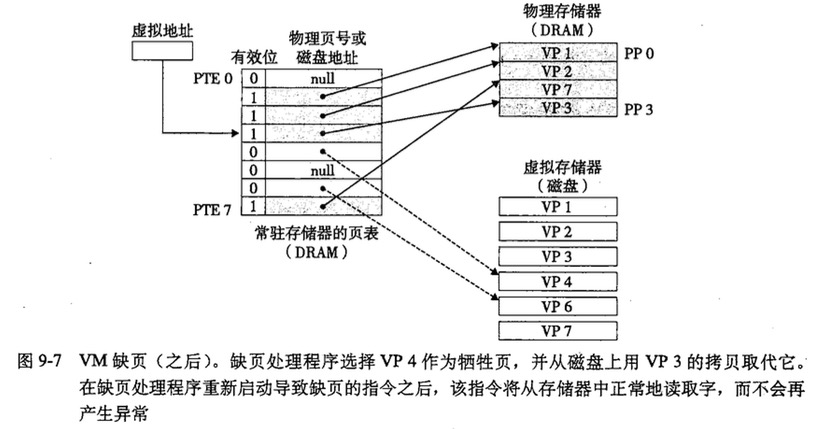 虚拟地址
物理页号或
有效位 磁盘地址
PTE 0 0 null
1
1
1
0
0 null
0
PTE 7 1
常驻存储器的页表
（DRAM）
物理存储器
（DRAM）
VP 1 PP 0
VP 2
VP 7
VP 3 PP 3
虚拟存储器
（磁盘）
VP 1
VP 2
VP 3
VP 4
VP 6
VP 7
图 9-7 VM 缺页（之后）。缺页处理程序选择 VP 4 作为牺牲页，并从磁盘上用 VP 3 的拷贝取代它。
在缺页处理程序重新启动导致缺页的指令之后，该指令将从存储器中正常地读取字，而不会再
产生异常